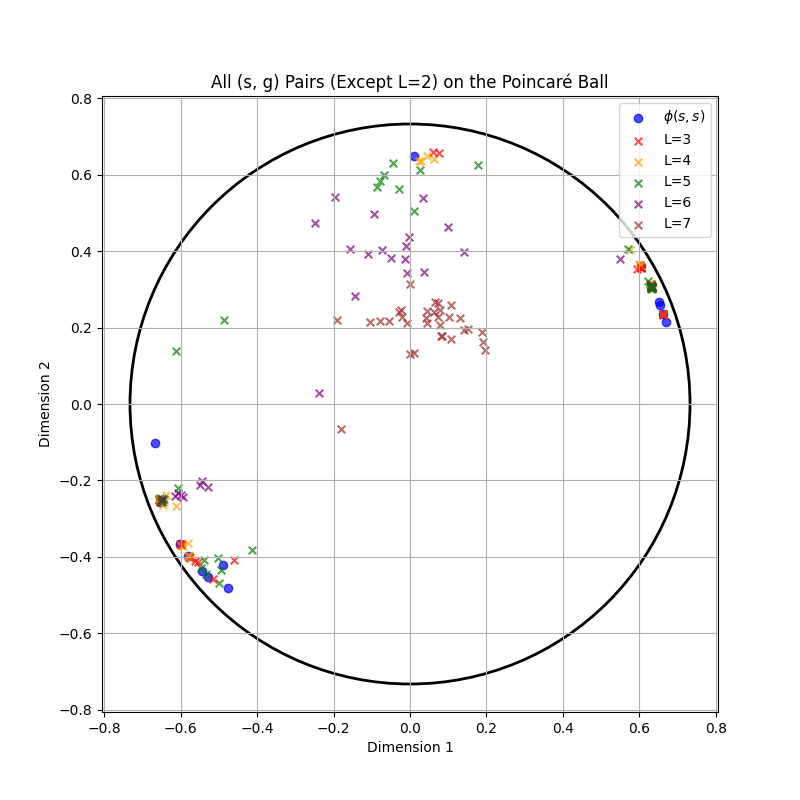 All (s, g) Pairs (Except L=2) on the Poincaré Ball
ϕ(s, s)
L=3
L=4
L=5
L=6
L=7
0.8
0.6
0.4
0.2
0.0
−0.2
−0.4
−0.6
−0.8
Dimension 2
−0.8 −0.6 −0.4 −0.2 0.0 0.2 0.4 0.6 0.8
Dimension 1